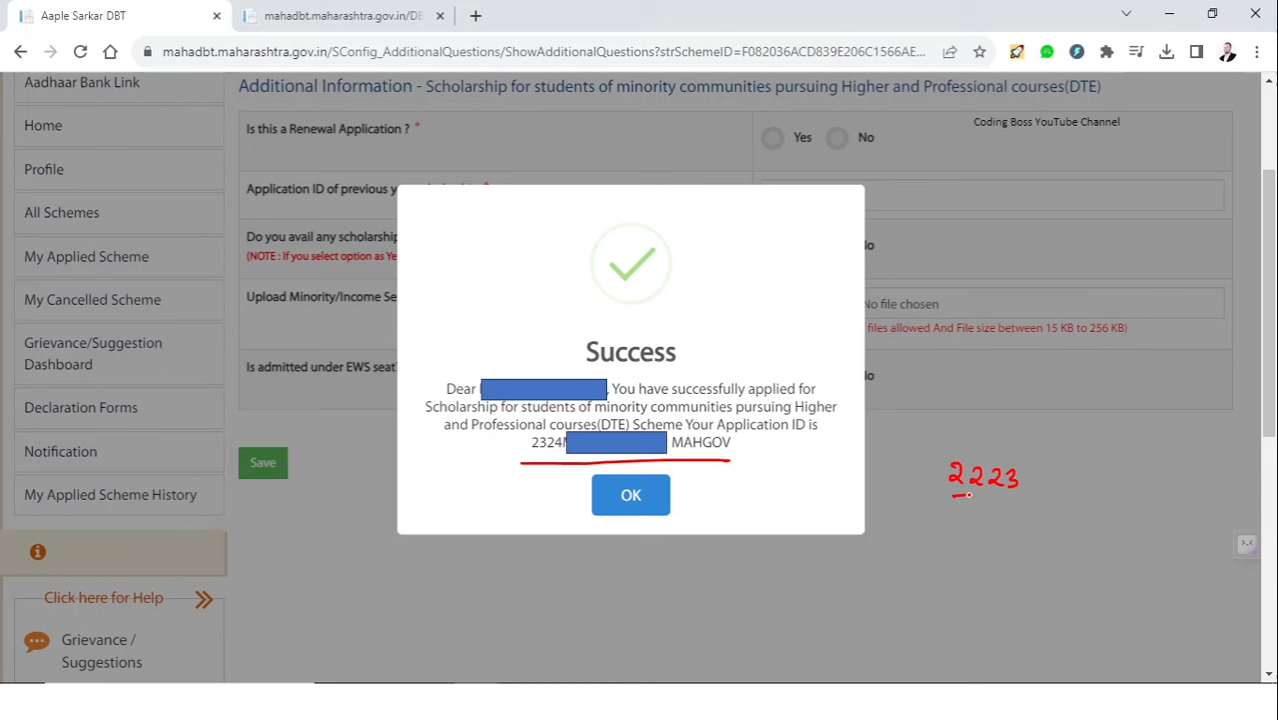 Aaple Sarkar DBT
mahadbt.maharashtra.gov.in/DB
mahadbt.maharashtra.gov.in/SConfig_AdditionalQuestions/ShowAdditionalQuestions?strSchemeID=F082036ACD839E206C1566AE...
Aadhaar Bank Link
Home
Profile
All Schemes
My Applied Scheme
My Cancelled Scheme
Grievance/Suggestion
Dashboard
Declaration Forms
Notification
My Applied Scheme History
Click here for Help
Grievance /
Suggestions
Additional Information - Scholarship for students of minority communities pursuing Higher and Professional courses(DTE)
Is this a Renewal Application ? *
Yes No
Coding Boss YouTube Channel
Application ID of previous y
Do you avail any scholarship
(NOTE : If you select option as Ye
No
Upload Minority/Income Se
No file chosen
files allowed And File size between 15 KB to 256 KB)
Is admitted under EWS seat?
No
Save
Success
Dear , You have successfully applied for
Scholarship for students of minority communities pursuing Higher
and Professional courses(DTE) Scheme Your Application ID is
2324M MAHGOV
OK
2223